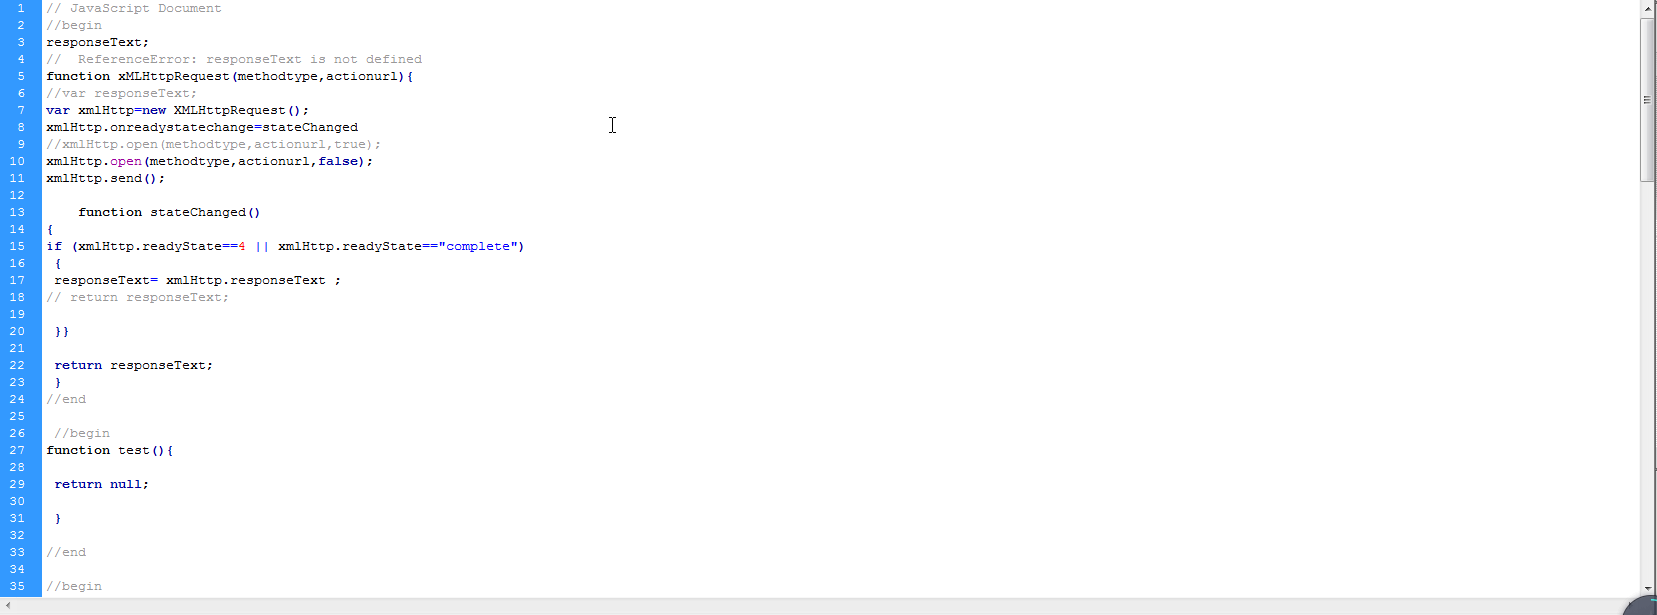 1 // JavaScript Document
2 //begin
3 responseText;
4 //  ReferenceError: responseText is not defined
5 function xMLHttpRequest(methodtype,actionurl){
6 //var responseText;
7 var xmlHttp=new XMLHttpRequest();
8 xmlHttp.onreadystatechange=stateChanged
9 //xmlHttp.open(methodtype,actionurl,true);
10 xmlHttp.open(methodtype,actionurl,false);
11 xmlHttp.send();
12
13     function stateChanged()
14 {
15 if (xmlHttp.readyState==4 || xmlHttp.readyState=="complete")
16  {
17  responseText= xmlHttp.responseText ;
18 // return responseText;
19
20  }}
21
22  return responseText;
23  }
24 //end
25
26  //begin
27 function test(){
28
29  return null;
30
31  }
32
33 //end
34
35 //begin